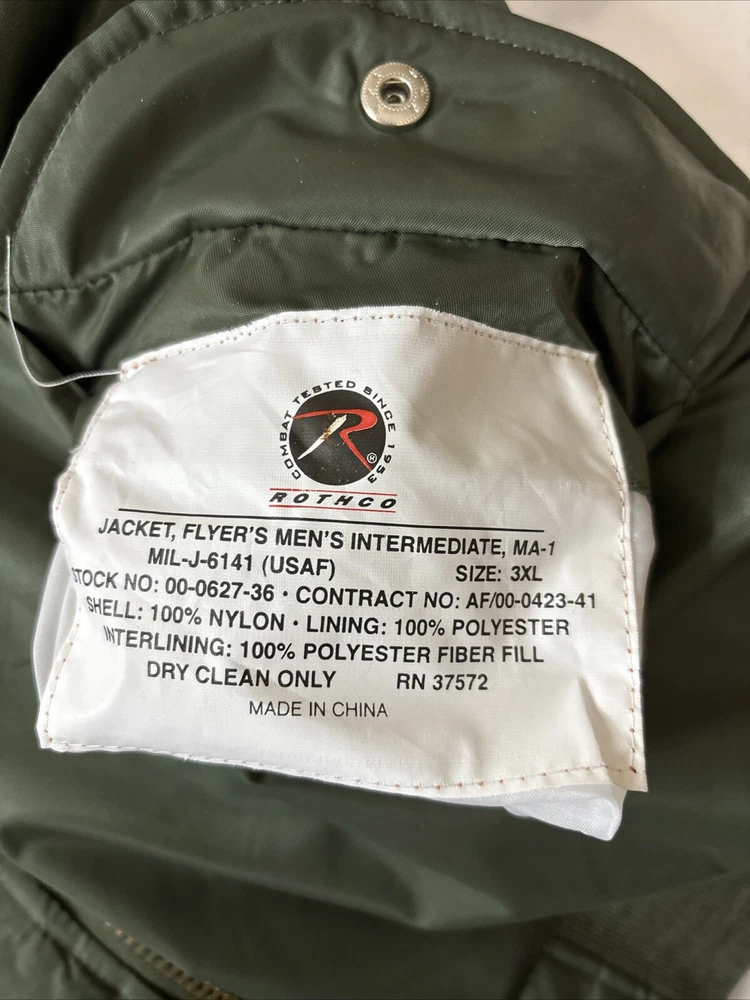 COMBAT TESTED SINCE 1953
R®
ROTHCO
JACKET, FLYER'S MEN'S INTERMEDIATE, MA-1
MIL-J-6141 (USAF) SIZE: 3XL
STOCK NO: 00-0627-36 · CONTRACT NO: AF/00-0423-41
SHELL: 100% NYLON · LINING: 100% POLYESTER
INTERLINING: 100% POLYESTER FIBER FILL
DRY CLEAN ONLY RN 37572
MADE IN CHINA